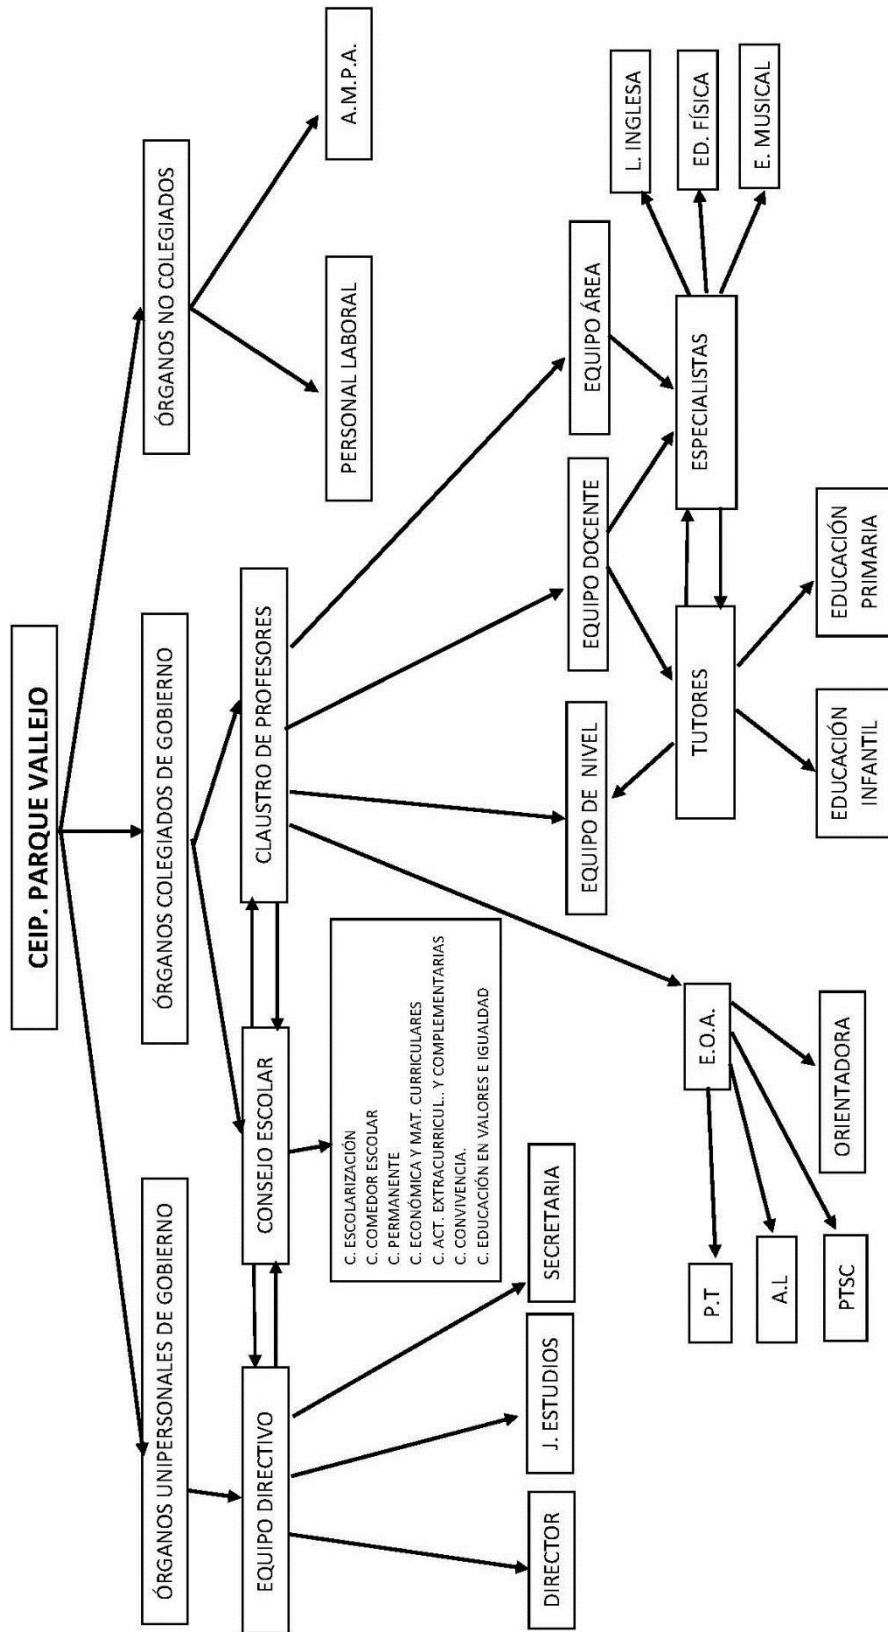 CEIP. PARQUE VALLEJO
ÓRGANOS UNIPERSONALES DE GOBIERNO
ÓRGANOS COLEGIADOS DE GOBIERNO
ÓRGANOS NO COLEGIADOS
EQUIPO DIRECTIVO
CONSEJO ESCOLAR
CLAUSTRO DE PROFESORES
PERSONAL LABORAL
A.M.P.A.
C. ESCOLARIZACIÓN
C. COMEDOR ESCOLAR
C. PERMANENTE
C. ECONÓMICA Y MAT. CURRICULARES
C. ACT. EXTRACURRICUL.. Y COMPLEMENTARIAS
C. CONVIVENCIA.
C. EDUCACIÓN EN VALORES E IGUALDAD
DIRECTOR
J. ESTUDIOS
SECRETARIA
EQUIPO DE NIVEL
EQUIPO DOCENTE
EQUIPO ÁREA
E.O.A.
TUTORES
ESPECIALISTAS
L. INGLESA
ED. FÍSICA
E. MUSICAL
P.T
A.L
PTSC
ORIENTADORA
EDUCACIÓN
INFANTIL
EDUCACIÓN
PRIMARIA